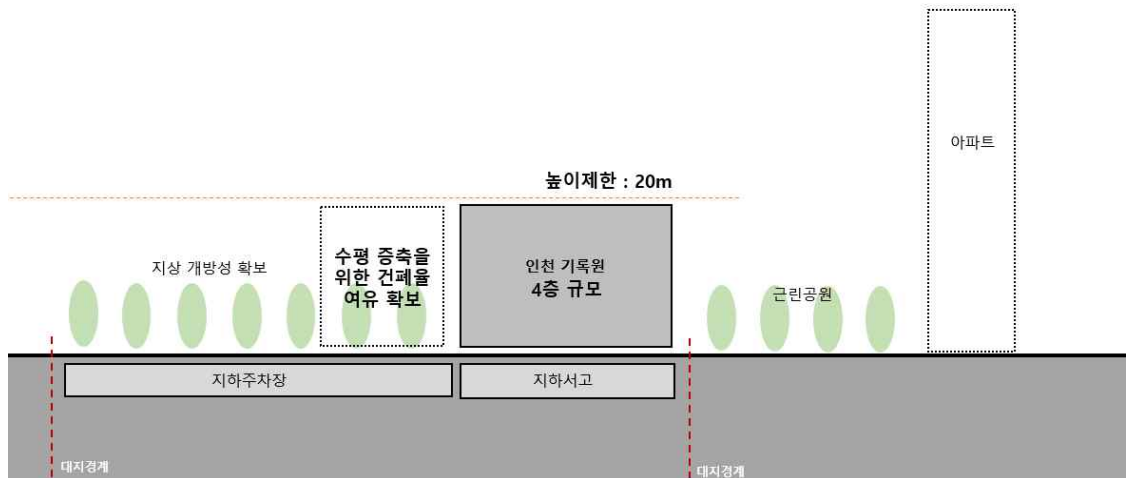 아파트
높이제한 : 20m
수평 증축을
위한 건폐율
여유 확보
지상 개방성 확보
인천 기록원
4층 규모
근린공원
지하주차장
지하서고
대지경계
대지경계